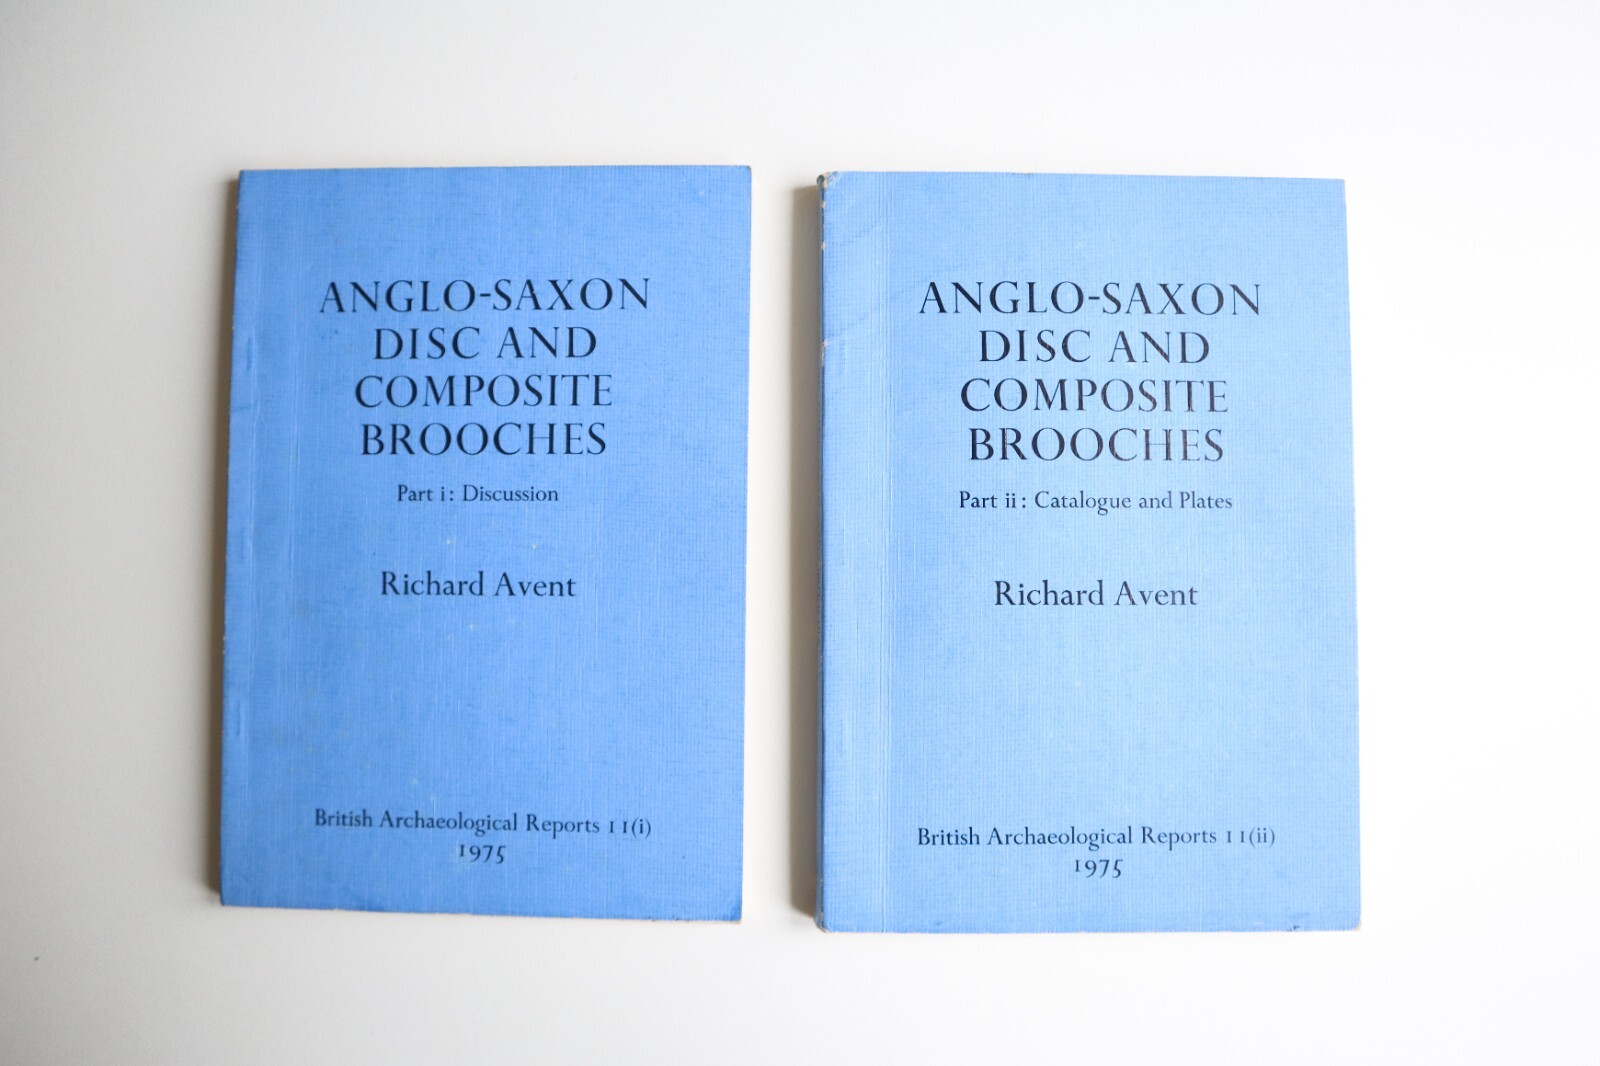 ANGLO-SAXON
DISC AND
COMPOSITE
BROOCHES
Part i: Discussion
Richard Avent
British Archaeological Reports 11(i)
1975
ANGLO-SAXON
DISC AND
COMPOSITE
BROOCHES
Part ii: Catalogue and Plates
Richard Avent
British Archaeological Reports 11(ii)
1975